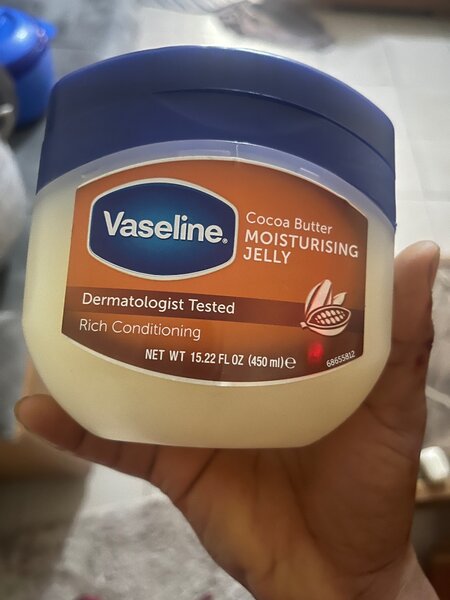 Vaseline.®
Cocoa Butter
MOISTURISING
JELLY
Dermatologist Tested
Rich Conditioning
NET WT 15.22 FL OZ (450 ml) ℮
68655812